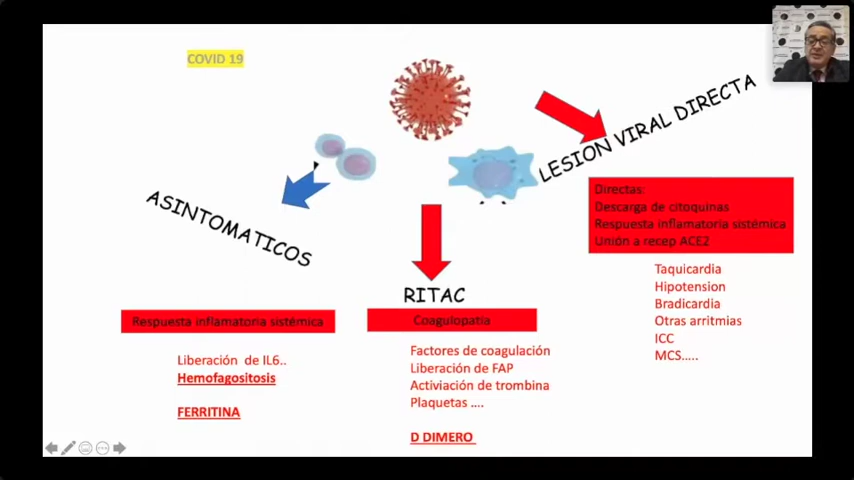 COVID 19
LESION VIRAL DIRECTA
ASINTOMATICOS
Directas:
Descarga de citoquinas
Respuesta inflamatoria sistémica
Unión a recep ACE2
Taquicardia
Hipotension
Bradicardia
Otras arritmias
ICC
MCS.....
RITAC
Respuesta inflamatoria sistémica
Liberación de IL6..
Hemofagositosis
FERRITINA
Coagulopatía
Factores de coagulación
Liberación de FAP
Activiación de trombina
Plaquetas ....
D DIMERO